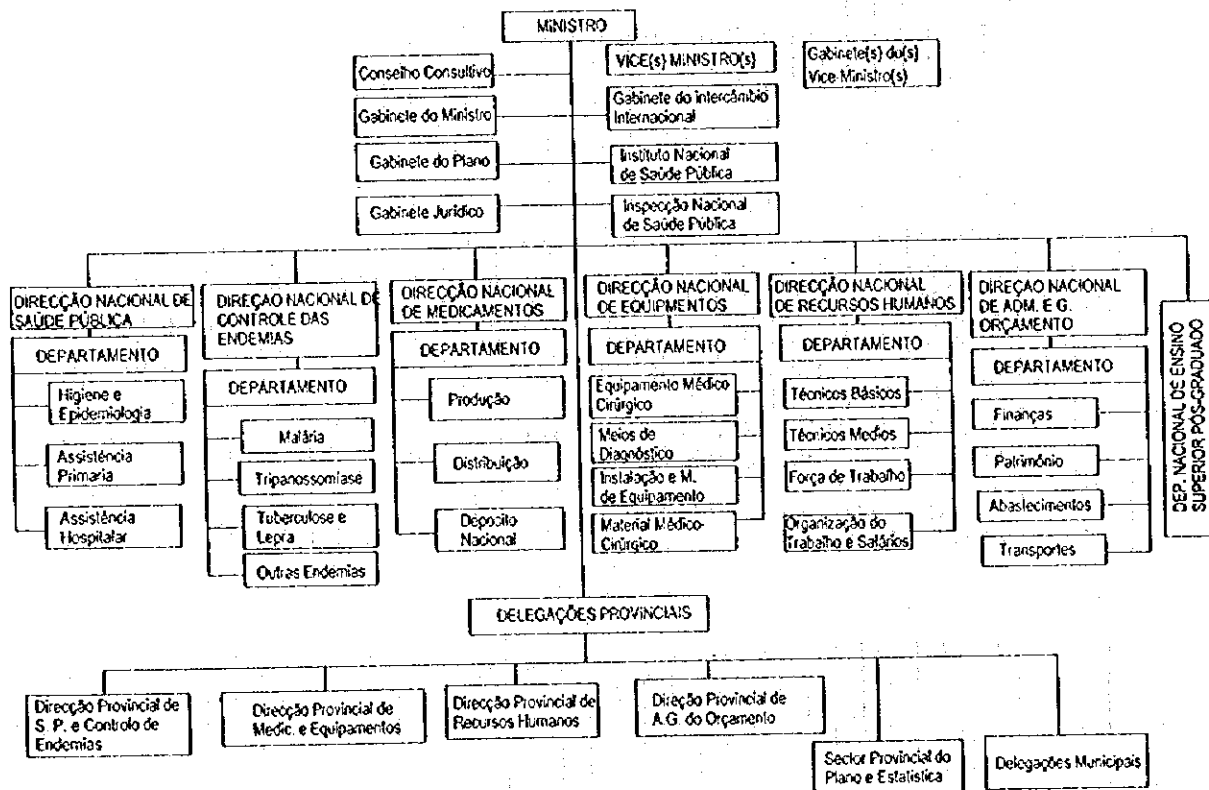 MINISTRO
Conselho Consultivo
VICE(s) MINISTRO(s)
Gabinete(s) do(s)
Vice-Ministro(s)
Gabinete do Ministro
Gabinete do intercâmbio
Internacional
Gabinete do Plano
Instituto Nacional
de Saúde Pública
Gabinete Jurídico
Inspecção Nacional
de Saúde Pública
DIRECÇÃO NACIONAL DE
SAÚDE PÚBLICA
DEPARTAMENTO
Higiene e
Epidemiologia
Assistência
Primaria
Assistência
Hospitalar
DIREÇAO NACIONAL DE
CONTROLE DAS
ENDEMIAS
DEPARTAMENTO
Malária
Tripanossomíase
Tuberculose e
Lepra
Outras Endemias
DIRECÇÃO NACIONAL
DE MEDICAMENTOS
DEPARTAMENTO
Produção
Distribuição
Depósito
Nacional
DIRECÇÃO NACIONAL
DE EQUIPMENTOS
DEPARTAMENTO
Equipamento Médico
Cirúrgico
Meios de
Diagnóstico
Instalação e M.
de Equipamento
Material Médico-
Cirúrgico
DIRECÇÃO NACIONAL
DE RECURSOS HUMANOS
DEPARTAMENTO
Técnicos Básicos
Técnicos Medios
Força de Trabalho
Organização do
Trabalho e Salários
DIREÇÃO NACIONAL
DE ADM. E G.
ORÇAMENTO
DEPARTAMENTO
Finanças
Património
Abastecimentos
Transportes
DEP. NACIONAL DE ENSINO
SUPERIOR PÓS-GRADUADO
DELEGAÇÕES PROVINCIAIS
Direcção Provincial de
S. P. e Controlo de
Endemias
Direcção Provincial de
Medic. e Equipamentos
Direcção Provincial de
Recursos Humanos
Direção Provincial de
A.G. do Orçamento
Sector Provincial do
Plano e Estatística
Delegações Municipais